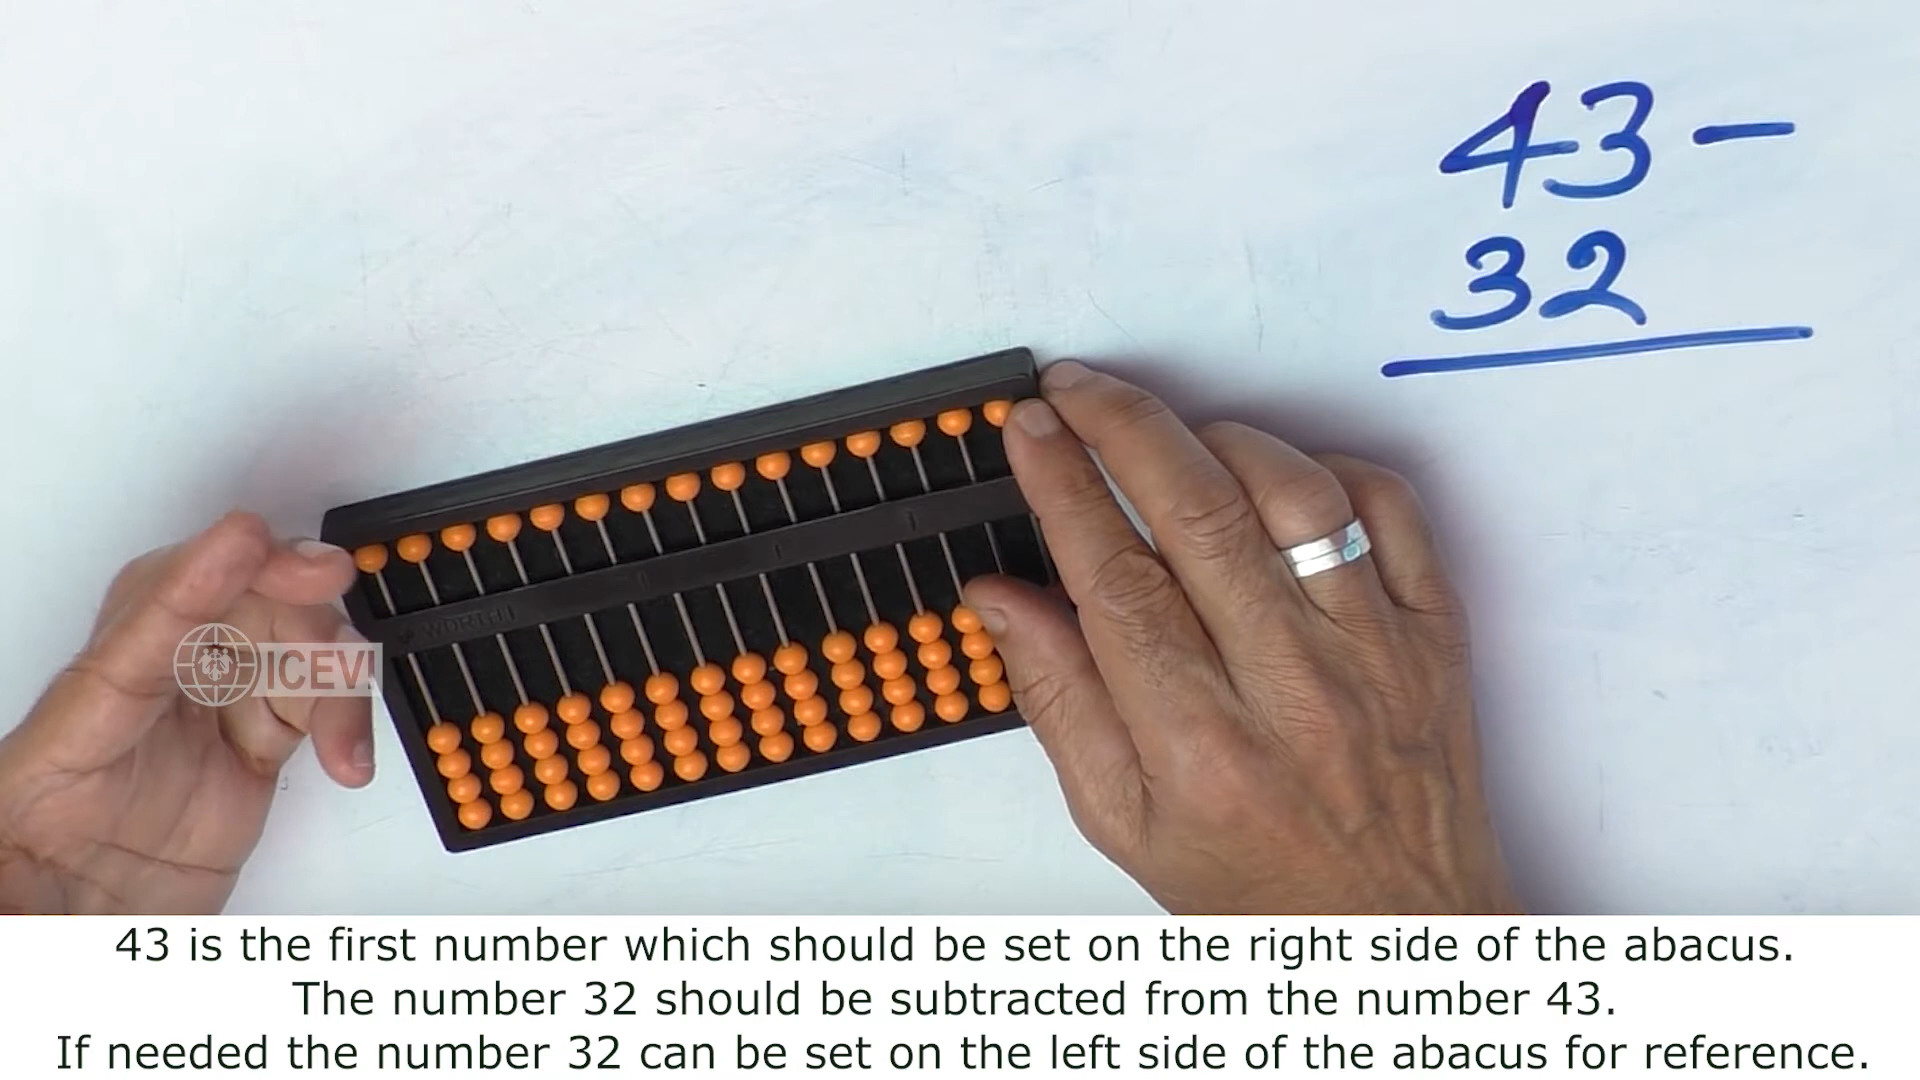 43 -
32
WORTH
ICEVI
43 is the first number which should be set on the right side of the abacus.
The number 32 should be subtracted from the number 43.
If needed the number 32 can be set on the left side of the abacus for reference.